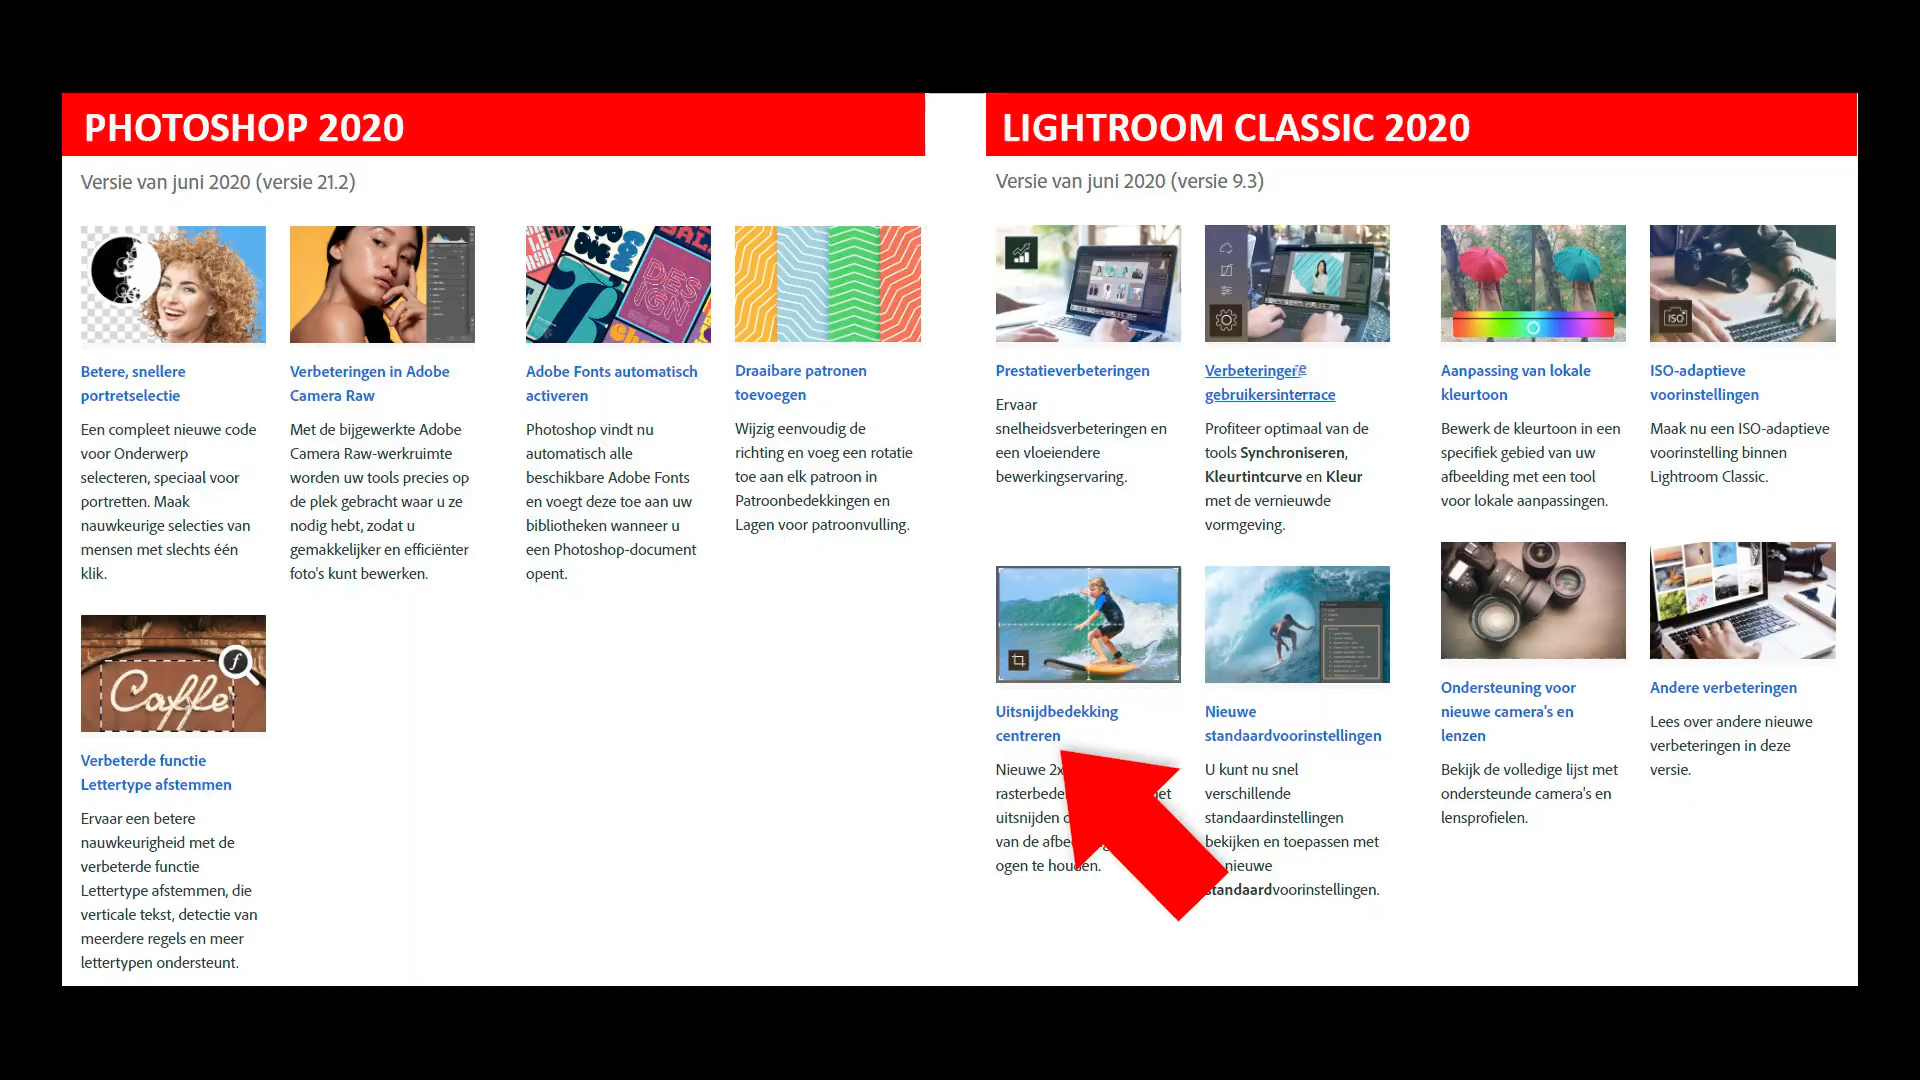 PHOTOSHOP 2020
Versie van juni 2020 (versie 21.2)
Betere, snellere
portretselectie
Een compleet nieuwe code
voor Onderwerp
selecteren, speciaal voor
portretten. Maak
nauwkeurige selecties van
mensen met slechts één
klik.
Verbeteringen in Adobe
Camera Raw
Met de bijgewerkte Adobe
Camera Raw-werkruimte
worden uw tools precies op
de plek gebracht waar u ze
nodig hebt, zodat u
gemakkelijker en efficiënter
foto's kunt bewerken.
DESIGN
Adobe Fonts automatisch
activeren
Photoshop vindt nu
automatisch alle
beschikbare Adobe Fonts
en voegt deze toe aan uw
bibliotheken wanneer u
een Photoshop-document
opent.
Draaibare patronen
toevoegen
Wijzig eenvoudig de
richting en voeg een rotatie
toe aan elk patroon in
Patroonbedekkingen en
Lagen voor patroonvulling.
Caffe
f
Verbeterde functie
Lettertype afstemmen
Ervaar een betere
nauwkeurigheid met de
verbeterde functie
Lettertype afstemmen, die
verticale tekst, detectie van
meerdere regels en meer
lettertypen ondersteunt.
LIGHTROOM CLASSIC 2020
Versie van juni 2020 (versie 9.3)
Prestatieverbeteringen
Ervaar
snelheidsverbeteringen en
een vloeiendere
bewerkingservaring.
gebruikersinterface
Profiteer optimaal van de
tools Synchroniseren,
Kleurtintcurve en Kleur
met de vernieuwde
vormgeving.
Aanpassing van lokale
kleurtoon
Bewerk de kleurtoon in een
specifiek gebied van uw
afbeelding met een tool
voor lokale aanpassingen.
ISO
ISO-adaptieve
voorinstellingen
Maak nu een ISO-adaptieve
voorinstelling binnen
Lightroom Classic.
Uitsnijdbedekking
centreren
Nieuwe 2x
uitsnijden
van de
ogen te houden.
Nieuwe
standaardvoorinstellingen
U kunt nu snel
verschillende
standaardinstellingen
bekijken en toepassen met
nieuwe
standaardvoorinstellingen.
Ondersteuning voor
nieuwe camera's en
lenzen
Bekijk de volledige lijst met
ondersteunde camera's en
lensprofielen.
Andere verbeteringen
Lees over andere nieuwe
verbeteringen in deze
versie.